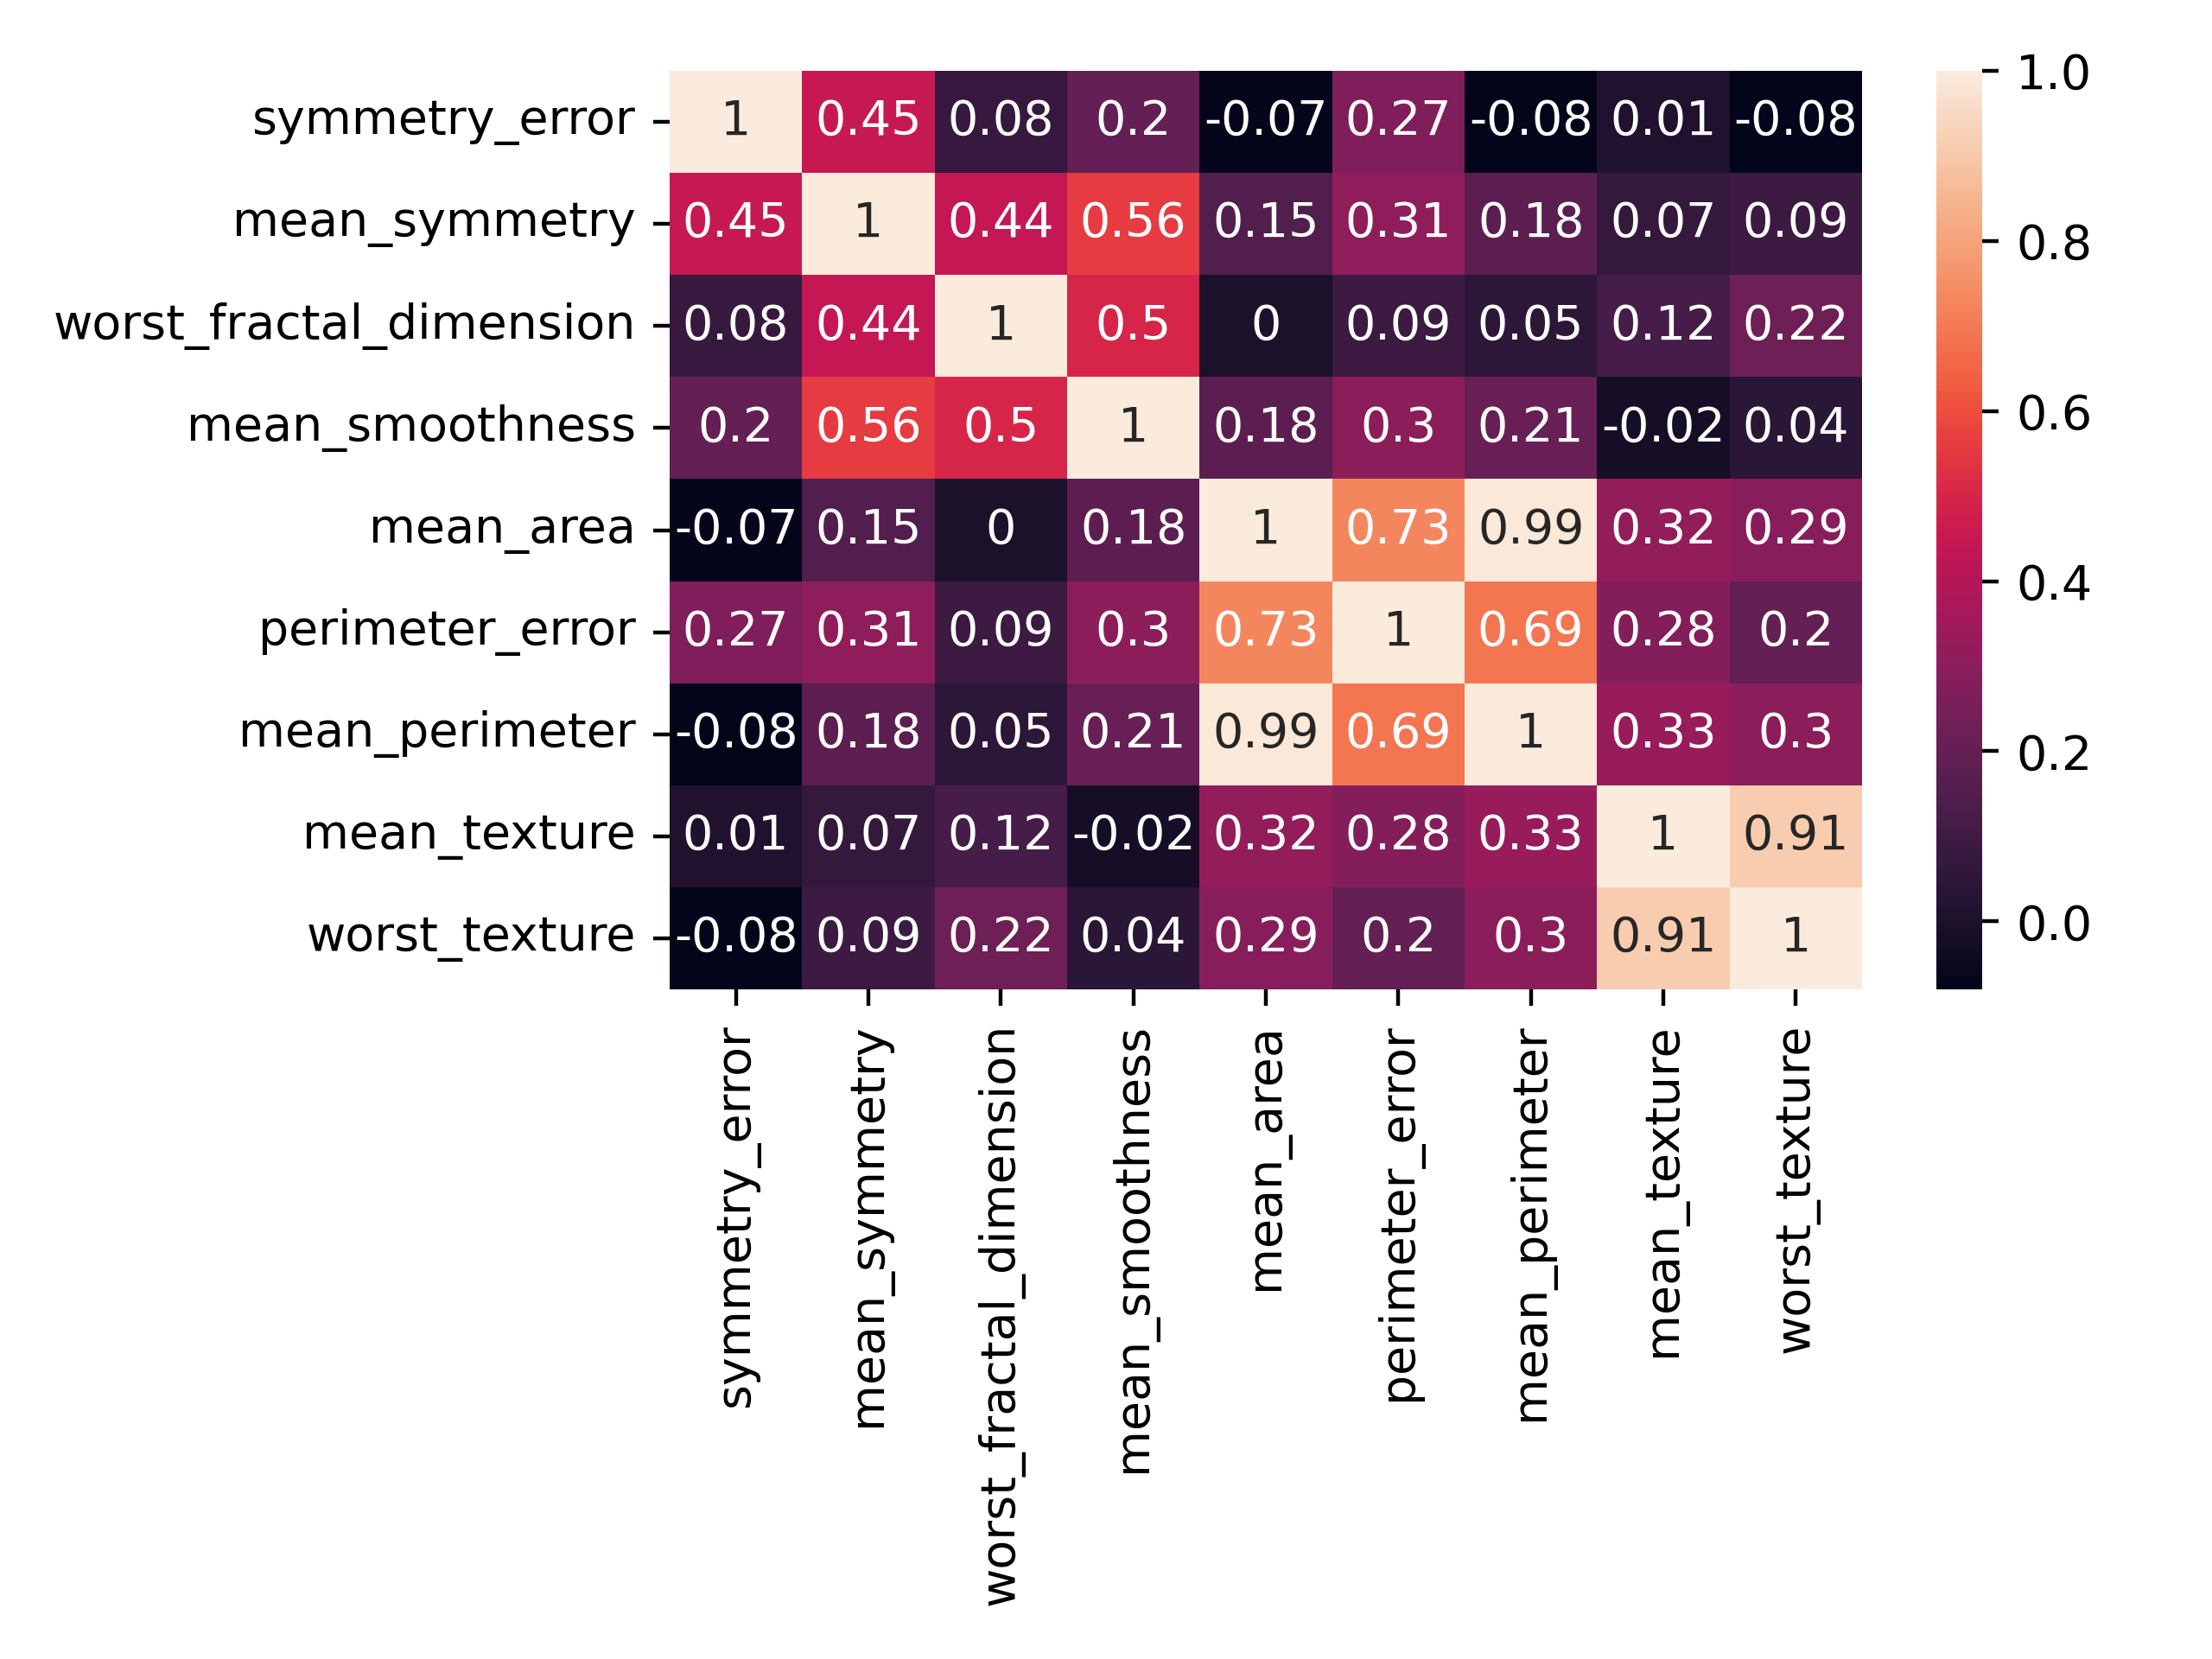 symmetry_error 1 0.45 0.08 0.2 -0.07 0.27 -0.08 0.01 -0.08
mean_symmetry 0.45 1 0.44 0.56 0.15 0.31 0.18 0.07 0.09
worst_fractal_dimension 0.08 0.44 1 0.5 0 0.09 0.05 0.12 0.22
mean_smoothness 0.2 0.56 0.5 1 0.18 0.3 0.21 -0.02 0.04
mean_area -0.07 0.15 0 0.18 1 0.73 0.99 0.32 0.29
perimeter_error 0.27 0.31 0.09 0.3 0.73 1 0.69 0.28 0.2
mean_perimeter -0.08 0.18 0.05 0.21 0.99 0.69 1 0.33 0.3
mean_texture 0.01 0.07 0.12 -0.02 0.32 0.28 0.33 1 0.91
worst_texture -0.08 0.09 0.22 0.04 0.29 0.2 0.3 0.91 1
symmetry_error
mean_symmetry
worst_fractal_dimension
mean_smoothness
mean_area
perimeter_error
mean_perimeter
mean_texture
worst_texture
1.0
0.8
0.6
0.4
0.2
0.0